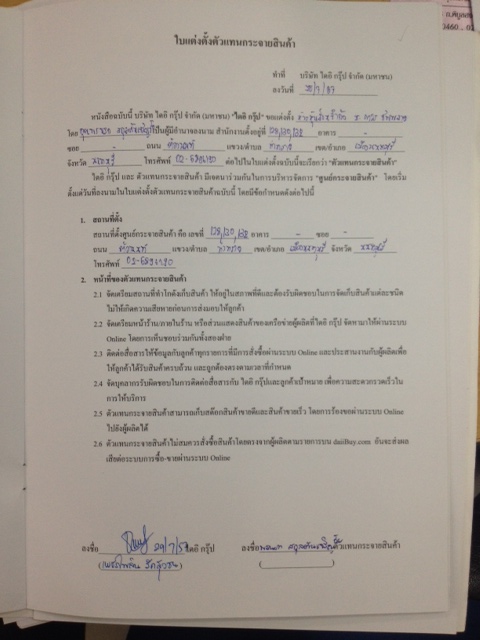 ใบแต่งตั้งตัวแทนกระจายสินค้า
ทำที่ บริษัท ไดอิ กรุ๊ป จำกัด (มหาชน)
ลงวันที่
หนังสือฉบับนี้ บริษัท ไดอิ กรุ๊ป จำกัด (มหาชน) "ไดอิ กรุ๊ป" ขอแต่งตั้ง
โดย เป็นผู้มีอำนาจลงนาม สำนักงานตั้งอยู่ที่ 128,130,132 อาคาร -
ซอย - ถนน แขวง/ตำบล เขต/อำเภอ
จังหวัด โทรศัพท์ ต่อไปในใบแต่งตั้งฉบับนี้จะเรียกว่า "ตัวแทนกระจายสินค้า"
ไดอิ กรุ๊ป และ ตัวแทนกระจายสินค้า มีเจตนาร่วมกันในการบริหารจัดการ "ศูนย์กระจายสินค้า" โดยเริ่ม
ตั้งแต่วันที่ลงนามในใบแต่งตั้งตัวแทนกระจายสินค้าฉบับนี้ โดยมีข้อกำหนดดังต่อไปนี้
1. สถานที่ตั้ง
สถานที่ตั้งศูนย์กระจายสินค้า คือ เลขที่ 128,130,132 อาคาร - ซอย -
ถนน แขวง/ตำบล เขต/อำเภอ จังหวัด
โทรศัพท์
2. หน้าที่ของตัวแทนกระจายสินค้า
2.1 จัดเตรียมสถานที่ทำโกดังเก็บสินค้า ให้อยู่ในสภาพที่ดีและต้องรับผิดชอบในการจัดเก็บสินค้าแต่ละชนิด
ไม่ให้เกิดความเสียหายก่อนการส่งมอบให้ลูกค้า
2.2 จัดเตรียมหน้าร้าน/ภายในร้าน หรือส่วนแสดงสินค้าของเครือข่ายผู้ผลิตที่ไดอิ กรุ๊ป จัดหามาให้ผ่านระบบ
Online โดยการเห็นชอบร่วมกันทั้งสองฝ่าย
2.3 ติดต่อสื่อสารให้ข้อมูลกับลูกค้าทุกรายการที่มีการสั่งซื้อผ่านระบบ Online และประสานงานกับผู้ผลิตเพื่อ
ให้ลูกค้าได้รับสินค้าครบถ้วน และถูกต้องตรงตามเวลาที่กำหนด
2.4 จัดบุคลากรรับผิดชอบในการติดต่อสื่อสารกับ ไดอิ กรุ๊ปและลูกค้าเป้าหมาย เพื่อความสะดวกรวดเร็วใน
การให้บริการ
2.5 ตัวแทนกระจายสินค้าสามารถเก็บสต็อกสินค้าขายดีและสินค้าขายเร็ว โดยการร้องขอผ่านระบบ Online
ไปยังผู้ผลิตได้
2.6 ตัวแทนกระจายสินค้าไม่สมควรสั่งซื้อสินค้าโดยตรงจากผู้ผลิตตามรายการบน daiiBuy.com อันจะส่งผล
เสียต่อระบบการซื้อ-ขายผ่านระบบ Online
ลงชื่อ ไดอิ กรุ๊ป ลงชื่อ ตัวแทนกระจายสินค้า